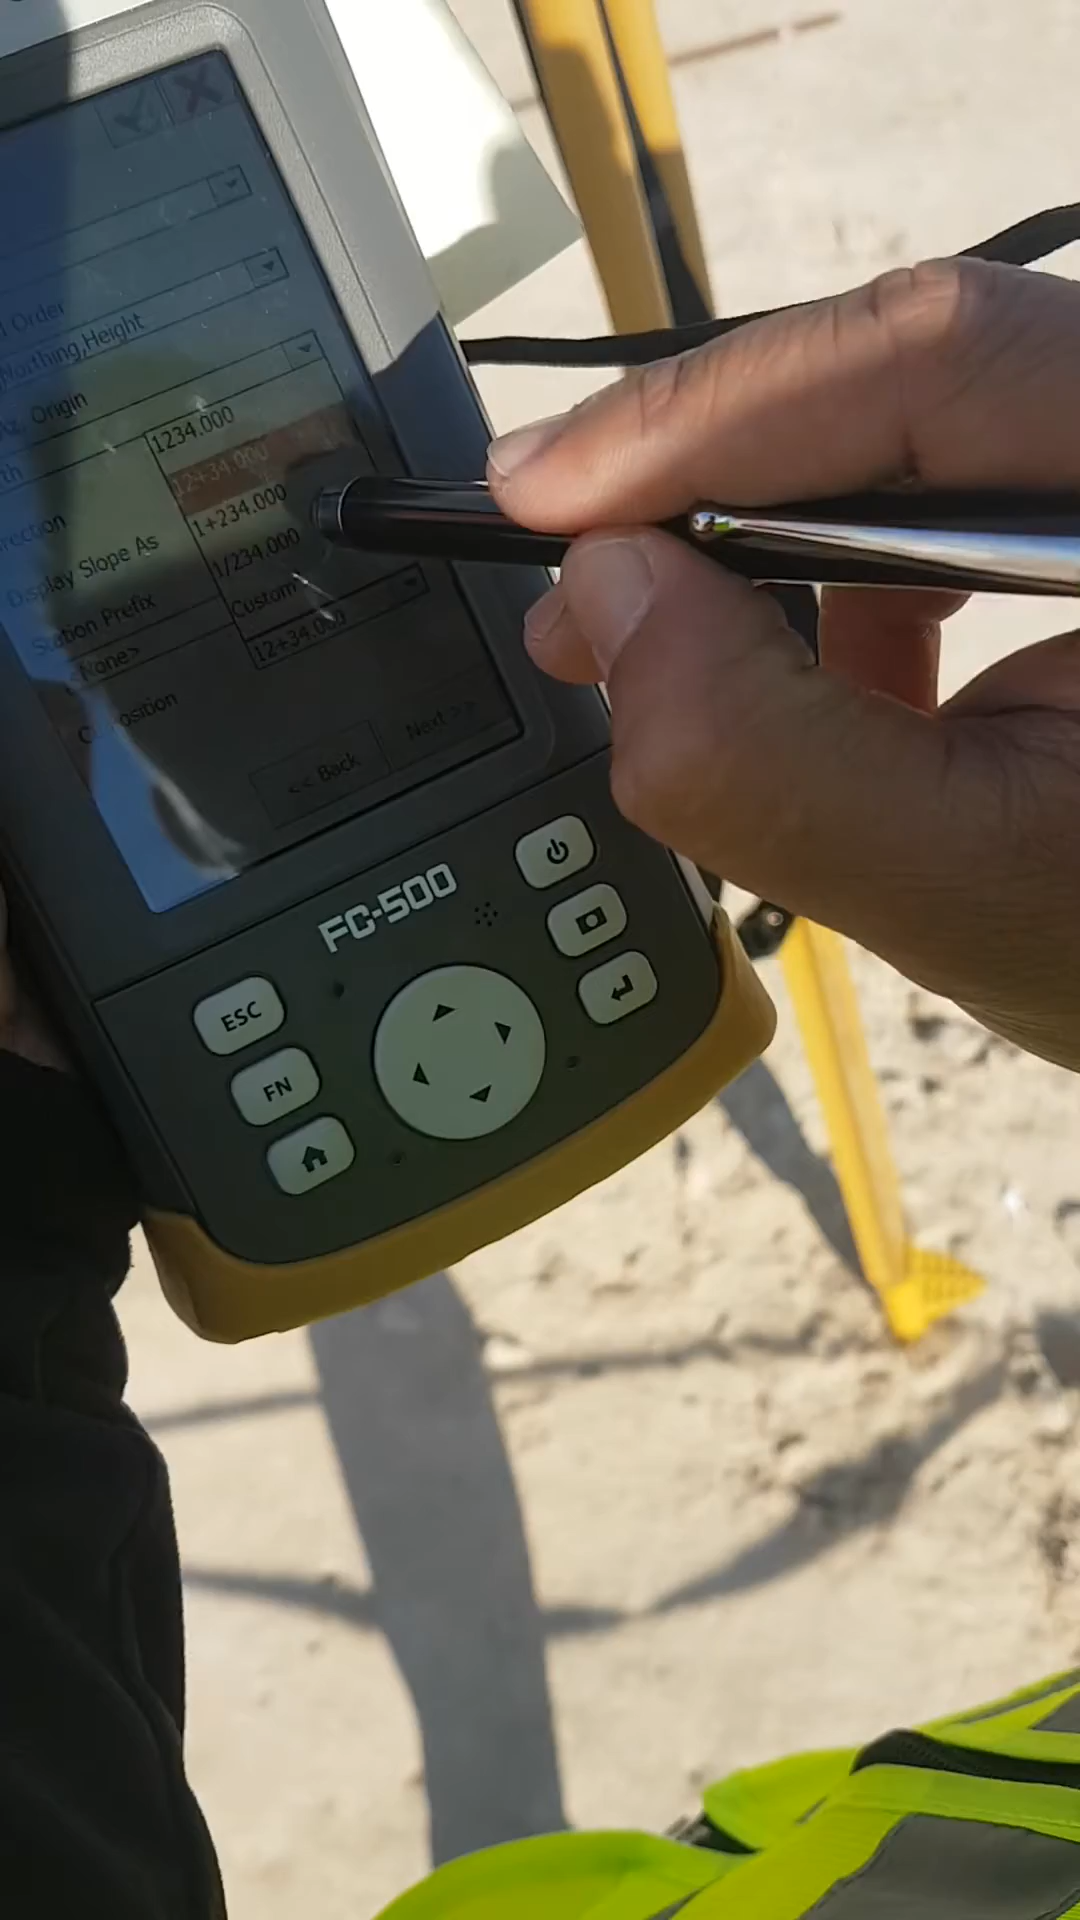 Order
Northing,Height
Origin
1234.000
12+34.000
1+234.000
Display Slope As
1/234.000
Station Prefix
Custom
<None>
12+34.000
Next >>
<< Back
FC-500
ESC
FN